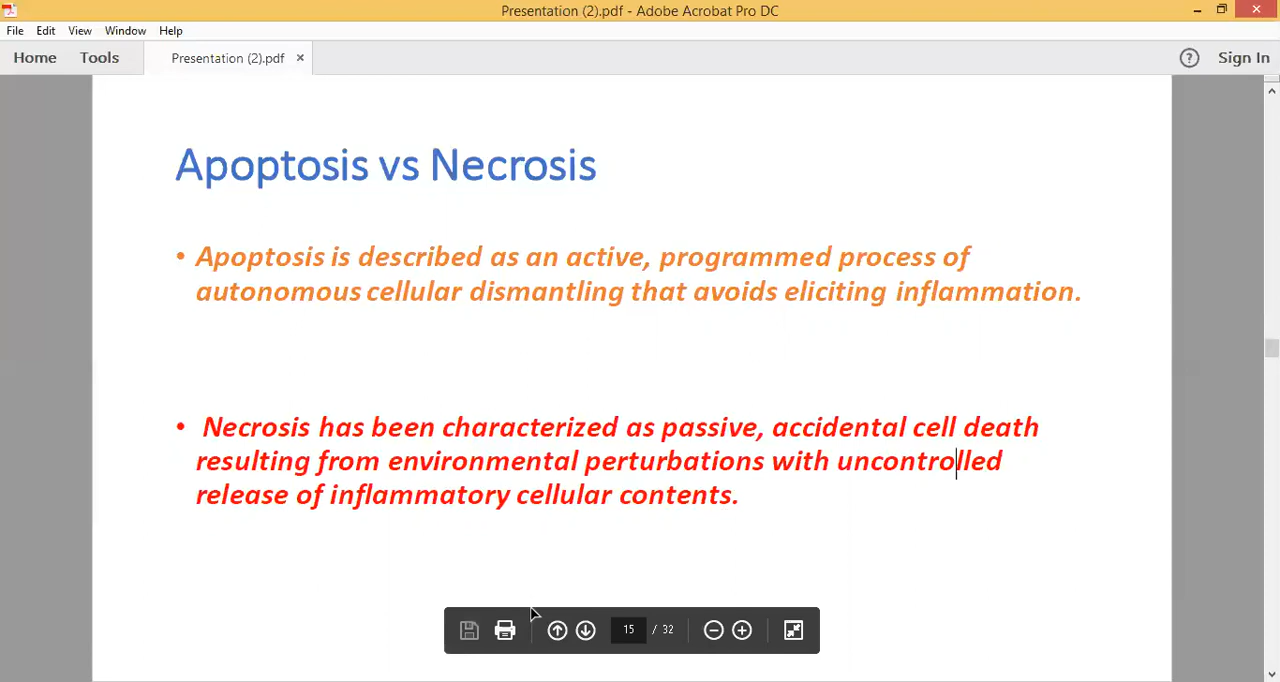 Presentation (2).pdf - Adobe Acrobat Pro DC
File Edit View Window Help
Home Tools Presentation (2).pdf × ? Sign In
Apoptosis vs Necrosis
• Apoptosis is described as an active, programmed process of
autonomous cellular dismantling that avoids eliciting inflammation.
• Necrosis has been characterized as passive, accidental cell death
resulting from environmental perturbations with uncontrolled
release of inflammatory cellular contents.
15 / 32